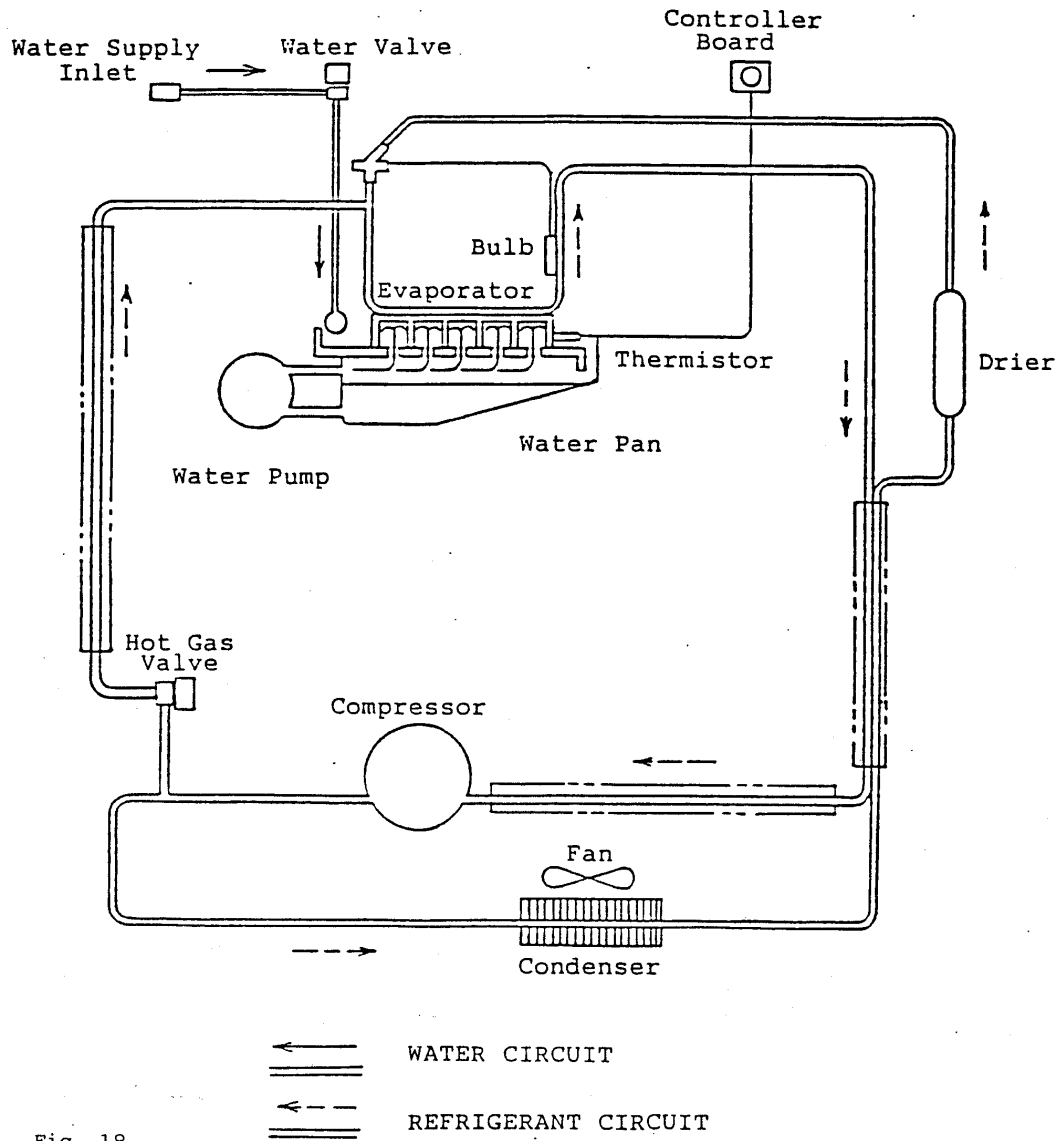 Controller
Board
Water Supply
Inlet
Water Valve
Bulb
Evaporator
Thermistor
Drier
Water Pan
Water Pump
Hot Gas
Valve
Compressor
Fan
Condenser
WATER CIRCUIT
REFRIGERANT CIRCUIT